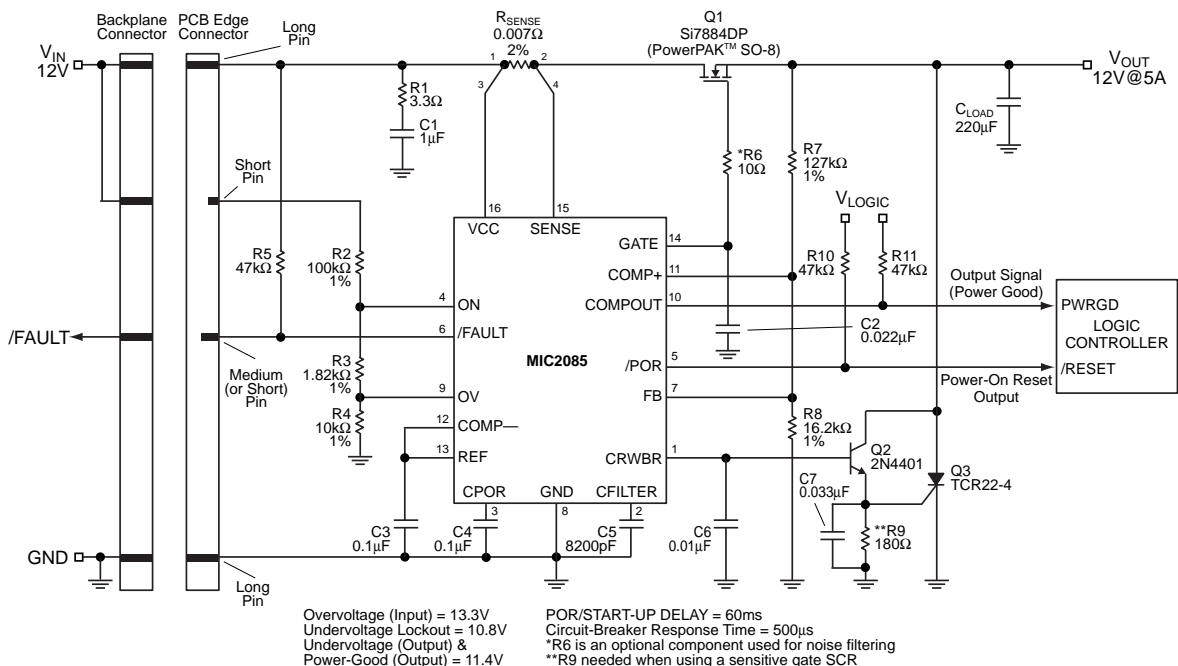 Backplane
Connector
PCB Edge
Connector
Long
Pin
RSENSE
0.007Ω
2%
Q1
Si7884DP
(PowerPAK™ SO-8)
VIN
12V
1
2
3
4
VOUT
12V@5A
R1
3.3Ω
C1
1µF
CLOAD
220µF
*R6
10Ω
R7
127kΩ
1%
Short
Pin
VLOGIC
16
15
VCC
SENSE
R5
47kΩ
R2
100kΩ
1%
GATE
14
R10
47kΩ
R11
47kΩ
COMP+
11
4
ON
COMPOUT
10
Output Signal
(Power Good)
PWRGD
LOGIC
CONTROLLER
/RESET
/FAULT
6
/FAULT
C2
0.022µF
MIC2085
Medium
(or Short)
Pin
R3
1.82kΩ
1%
/POR
5
Power-On Reset
Output
9
OV
FB
7
R4
10kΩ
1%
12
COMP—
R8
16.2kΩ
1%
13
REF
CRWBR
1
Q2
2N4401
Q3
TCR22-4
C7
0.033µF
CPOR
GND
CFILTER
3
8
2
C3
0.1µF
C4
0.1µF
C5
8200pF
C6
0.01µF
**R9
180Ω
GND
Long
Pin
Overvoltage (Input) = 13.3V
Undervoltage Lockout = 10.8V
Undervoltage (Output) &
Power-Good (Output) = 11.4V
POR/START-UP DELAY = 60ms
Circuit-Breaker Response Time = 500µs
*R6 is an optional component used for noise filtering
**R9 needed when using a sensitive gate SCR